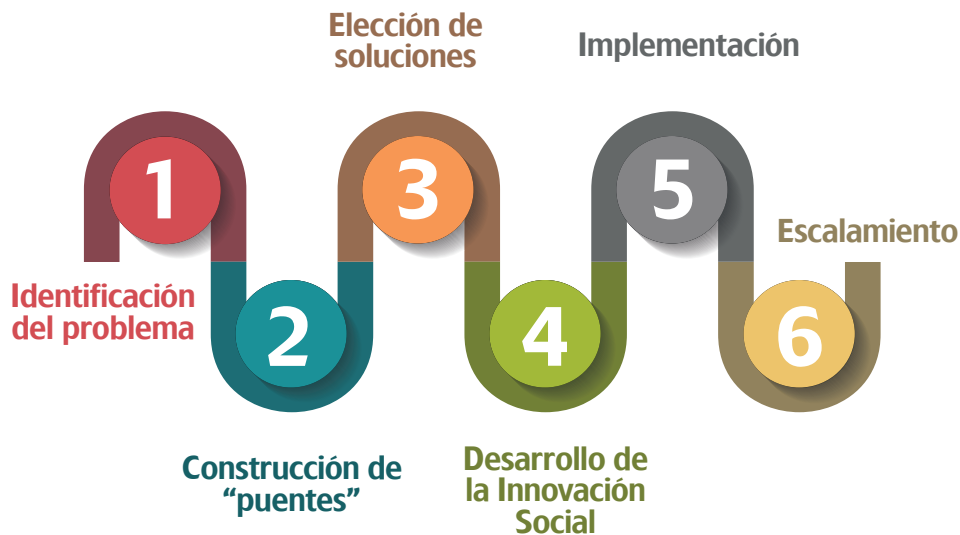 1
Identificación
del problema
2
Construcción de
“puentes”
3
Elección de
soluciones
4
Desarrollo de
la Innovación
Social
5
Implementación
6
Escalamiento